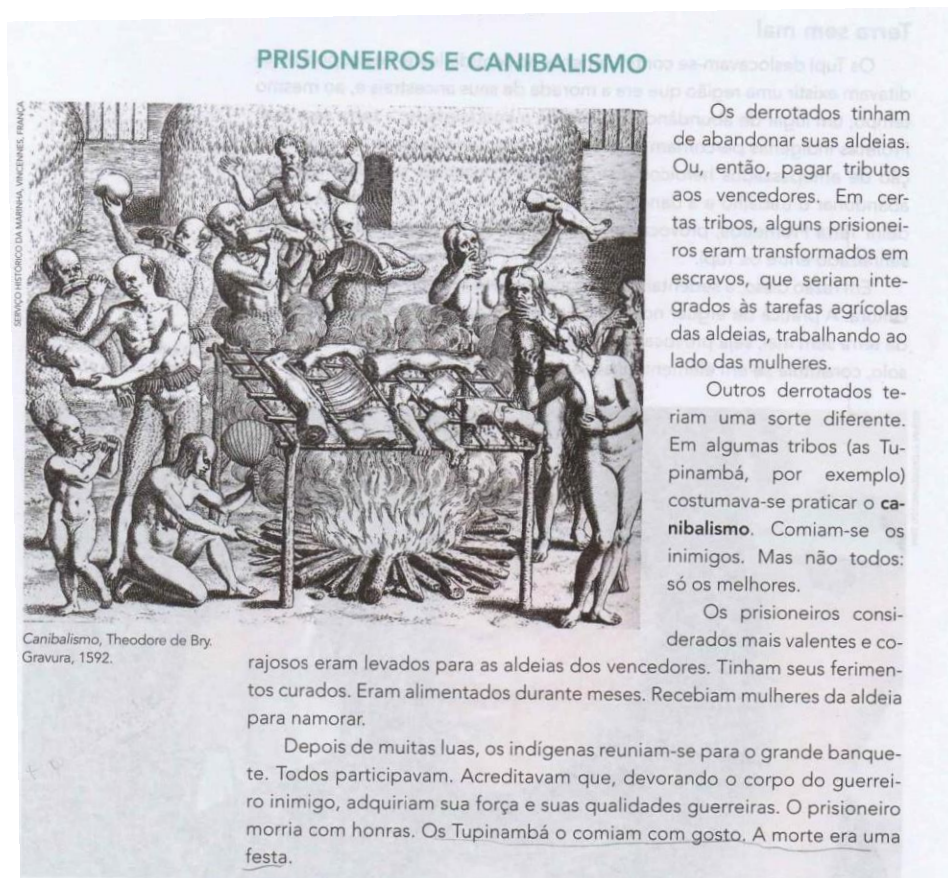 PRISIONEIROS E CANIBALISMO
SERVIÇO HISTÓRICO DA MARINHA, VINCENNES, FRANÇA
Os derrotados tinham
de abandonar suas aldeias.
Ou então, pagar tributos
aos vencedores. Em cer-
tas tribos, alguns prisionei-
ros eram transformados em
escravos, que seriam inte-
grados às tarefas agrícolas
das aldeias, trabalhando ao
lado das mulheres.
Outros derrotados te-
riam uma sorte diferente.
Em algumas tribos (as Tu-
pinambá, por exemplo)
costumava-se praticar o ca-
nibalismo. Comiam-se os
inimigos. Mas não todos:
só os melhores.
Os prisioneiros consi-
derados mais valentes e co-
Canibalismo, Theodore de Bry.
Gravura, 1592.
rajosos eram levados para as aldeias dos vencedores. Tinham seus ferimen-
tos curados. Eram alimentados durante meses. Recebiam mulheres da aldeia
para namorar.
Depois de muitas luas, os indígenas reuniam-se para o grande banque-
te. Todos participavam. Acreditavam que, devorando o corpo do guerrei-
ro inimigo, adquiriam sua força e suas qualidades guerreiras. O prisioneiro
morria com honras. Os Tupinambá o comiam com gosto. A morte era uma
festa.